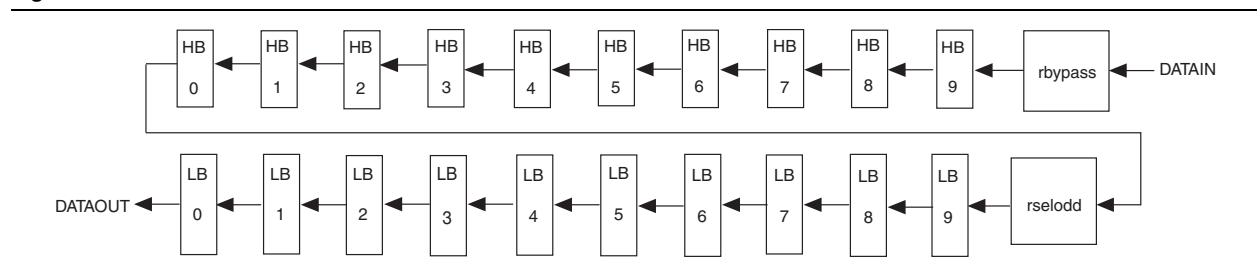 HB 0
HB 1
HB 2
HB 3
HB 4
HB 5
HB 6
HB 7
HB 8
HB 9
rbypass
DATAIN
DATAOUT
LB 0
LB 1
LB 2
LB 3
LB 4
LB 5
LB 6
LB 7
LB 8
LB 9
rselodd